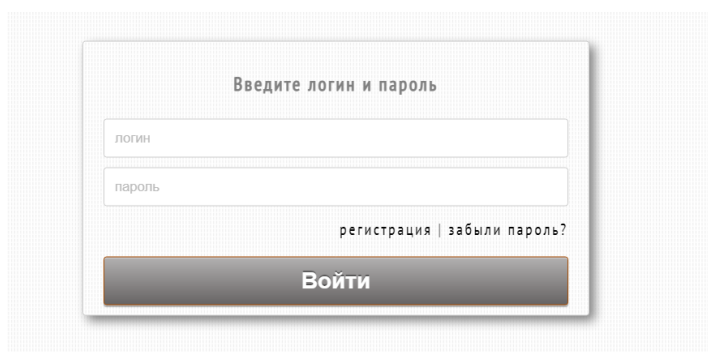 Введите логин и пароль
логин
пароль
регистрация | забыли пароль?
Войти